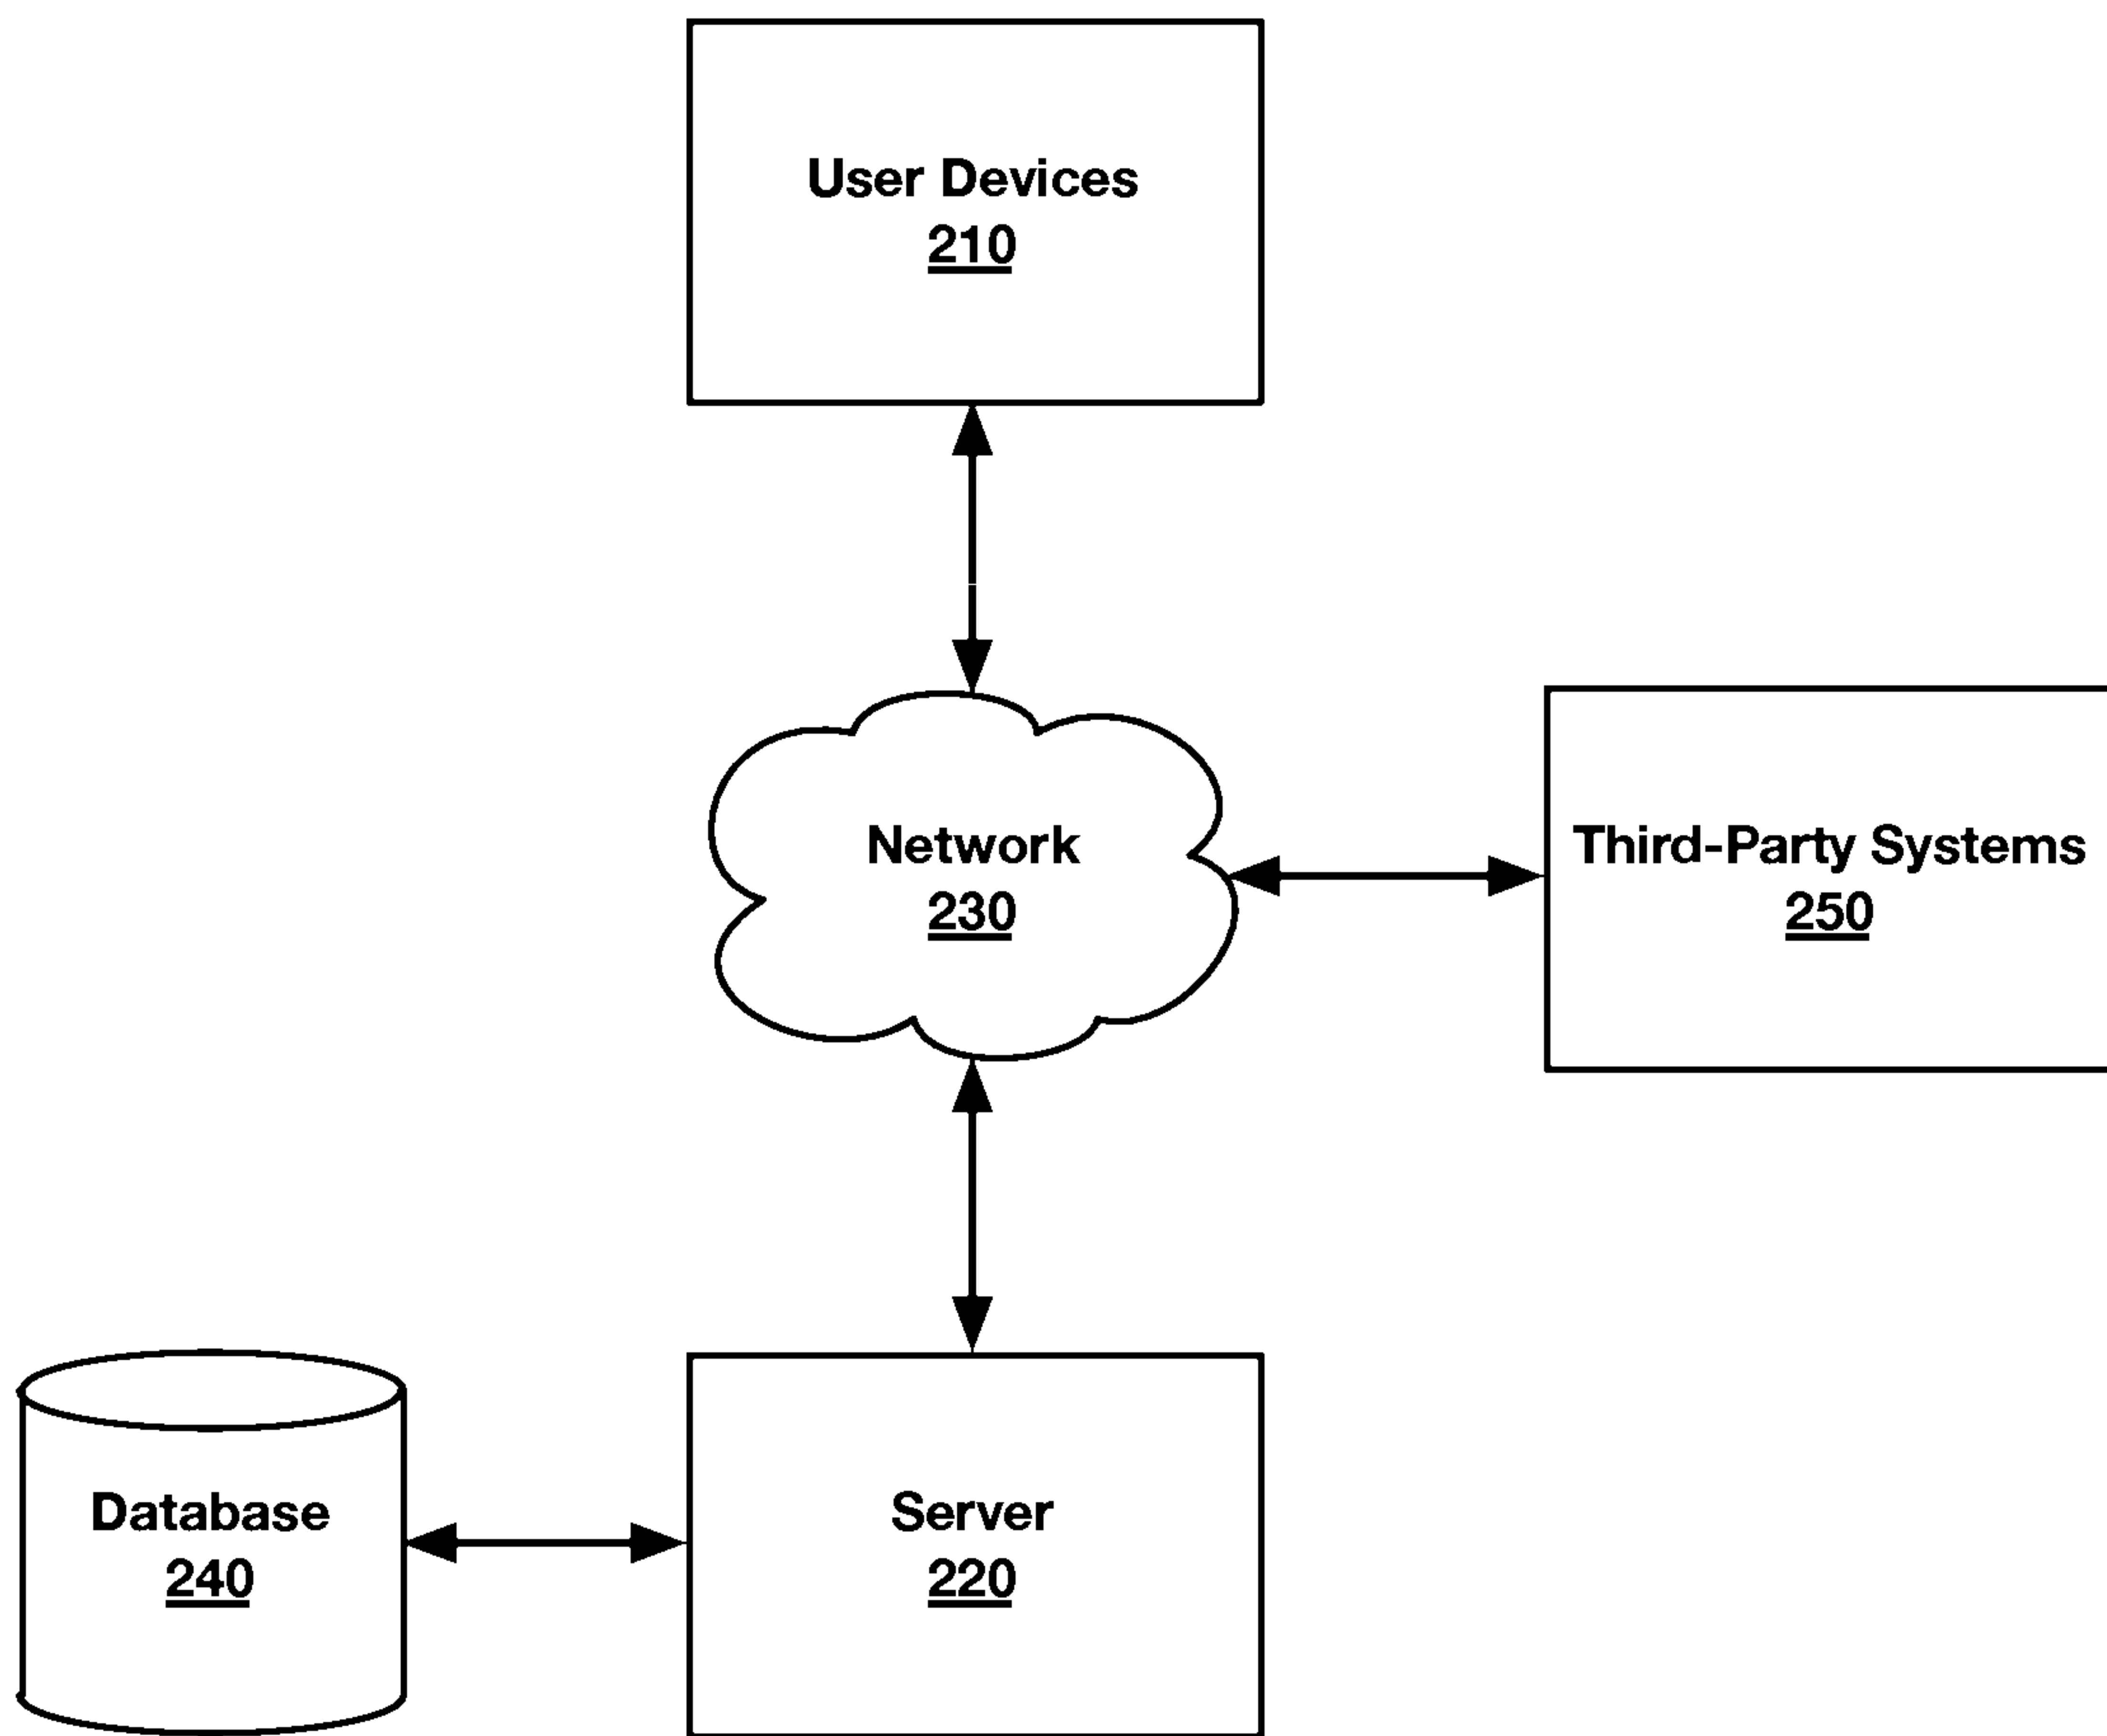 User Devices
210
Network
230
Third-Party Systems
250
Database
240
Server
220